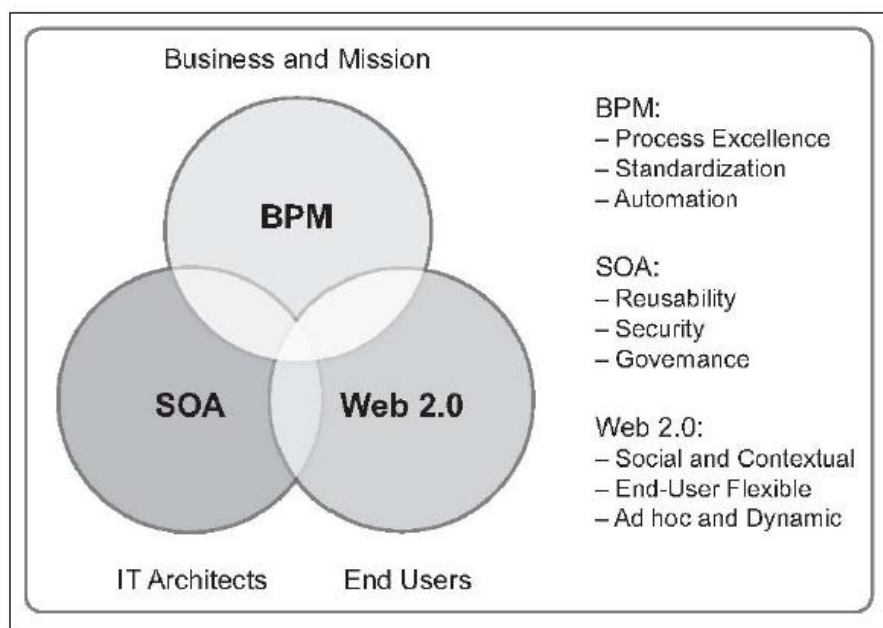 Business and Mission
BPM
SOA
Web 2.0
IT Architects
End Users
BPM:
– Process Excellence
– Standardization
– Automation
SOA:
– Reusability
– Security
– Governance
Web 2.0:
– Social and Contextual
– End-User Flexible
– Ad hoc and Dynamic